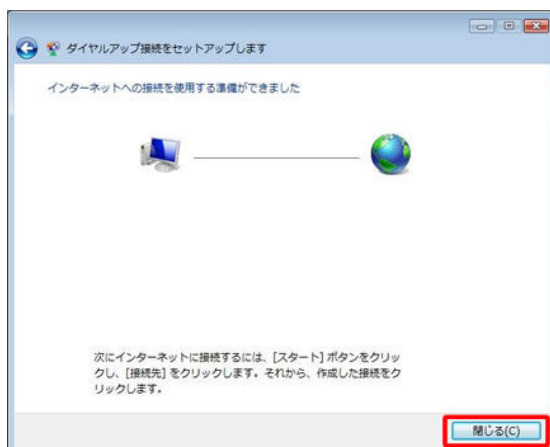 ダイヤルアップ接続をセットアップします
インターネットへの接続を使用する準備ができました
次にインターネットに接続するには、[スタート] ボタンをクリッ
クし、[接続先] をクリックします。それから、作成した接続をク
リックします。
閉じる(C)